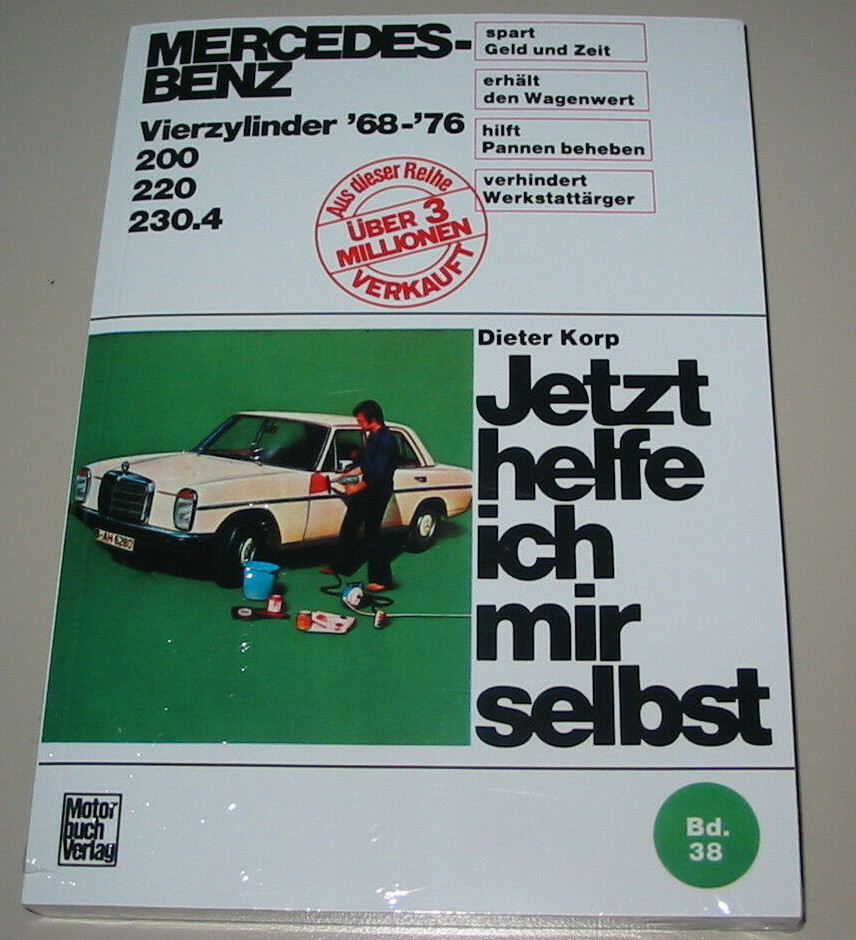 MERCEDES-
BENZ
Vierzylinder '68-'76
200
220
230.4
spart
Geld und Zeit
erhält
den Wagenwert
hilft
Pannen beheben
verhindert
Werkstattärger
Aus dieser Reihe
ÜBER 3
MILLIONEN
VERKAUFT
Dieter Korp
Jetzt
helfe
ich
mir
selbst
Motor
buch
Verlag
Bd.
38